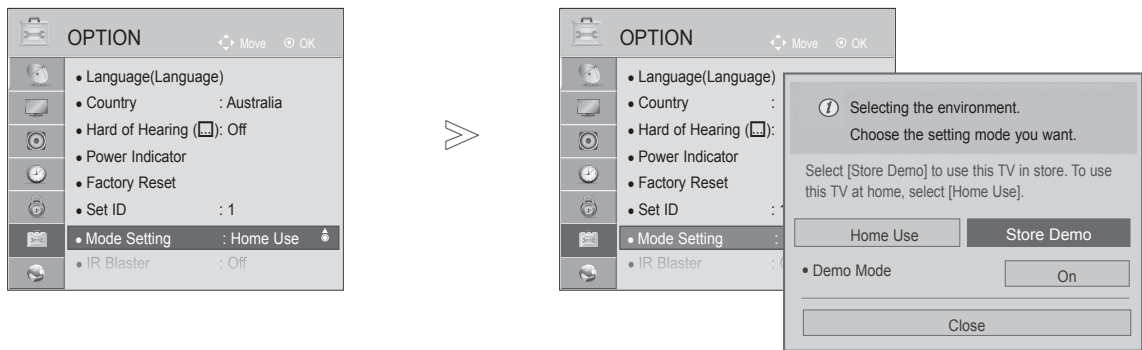 OPTION
Move OK
• Language(Language)
• Country : Australia
• Hard of Hearing ( ): Off
• Power Indicator
• Factory Reset
• Set ID : 1
• Mode Setting : Home Use
• IR Blaster : Off
OPTION
Move OK
• Language(Language)
• Country :
• Hard of Hearing ( ):
• Power Indicator
• Factory Reset
• Set ID :
• Mode Setting :
• IR Blaster :
Selecting the environment.
Choose the setting mode you want.
Select [Store Demo] to use this TV in store. To use
this TV at home, select [Home Use].
Home Use Store Demo
• Demo Mode On
Close